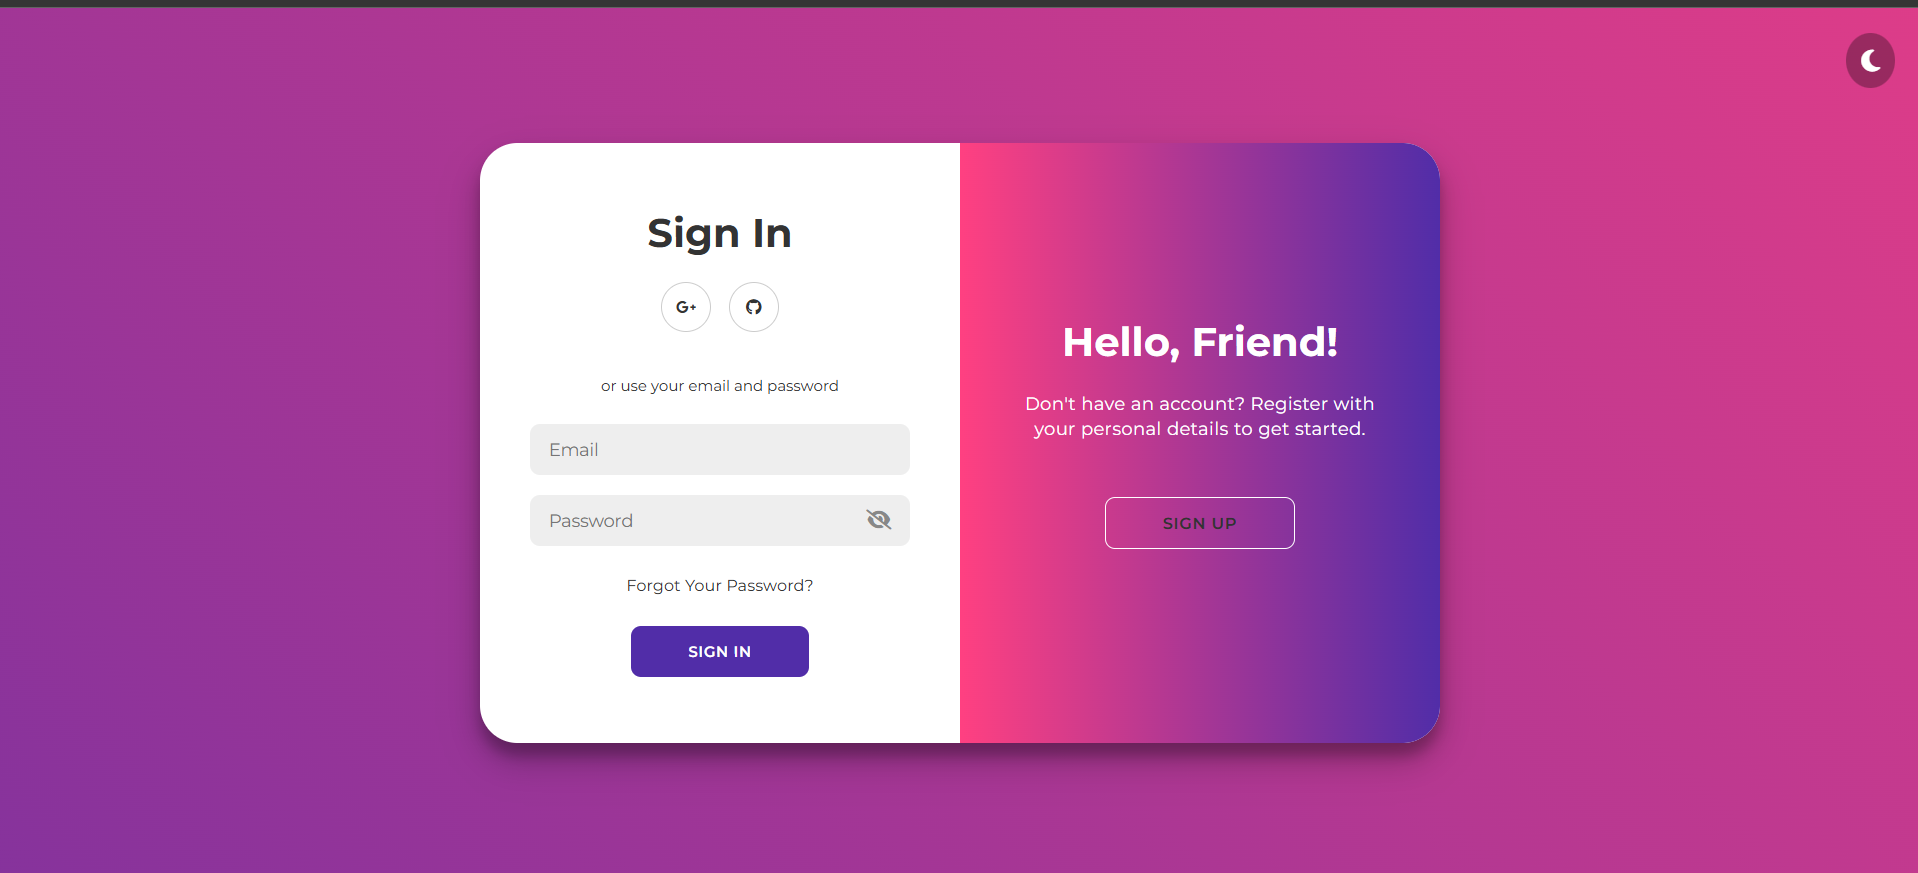 Sign In
G+
or use your email and password
Email
Password
Forgot Your Password?
SIGN IN
Hello, Friend!
Don't have an account? Register with
your personal details to get started.
SIGN UP